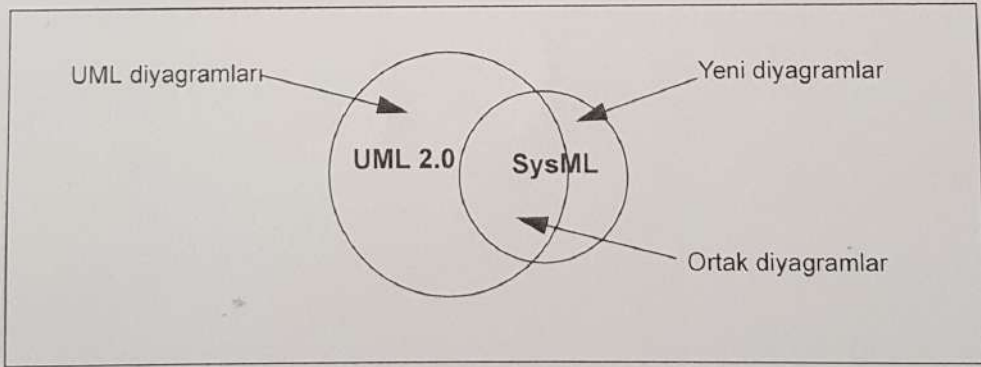 UML diyagramları
Yeni diyagramlar
UML 2.0
SysML
Ortak diyagramlar